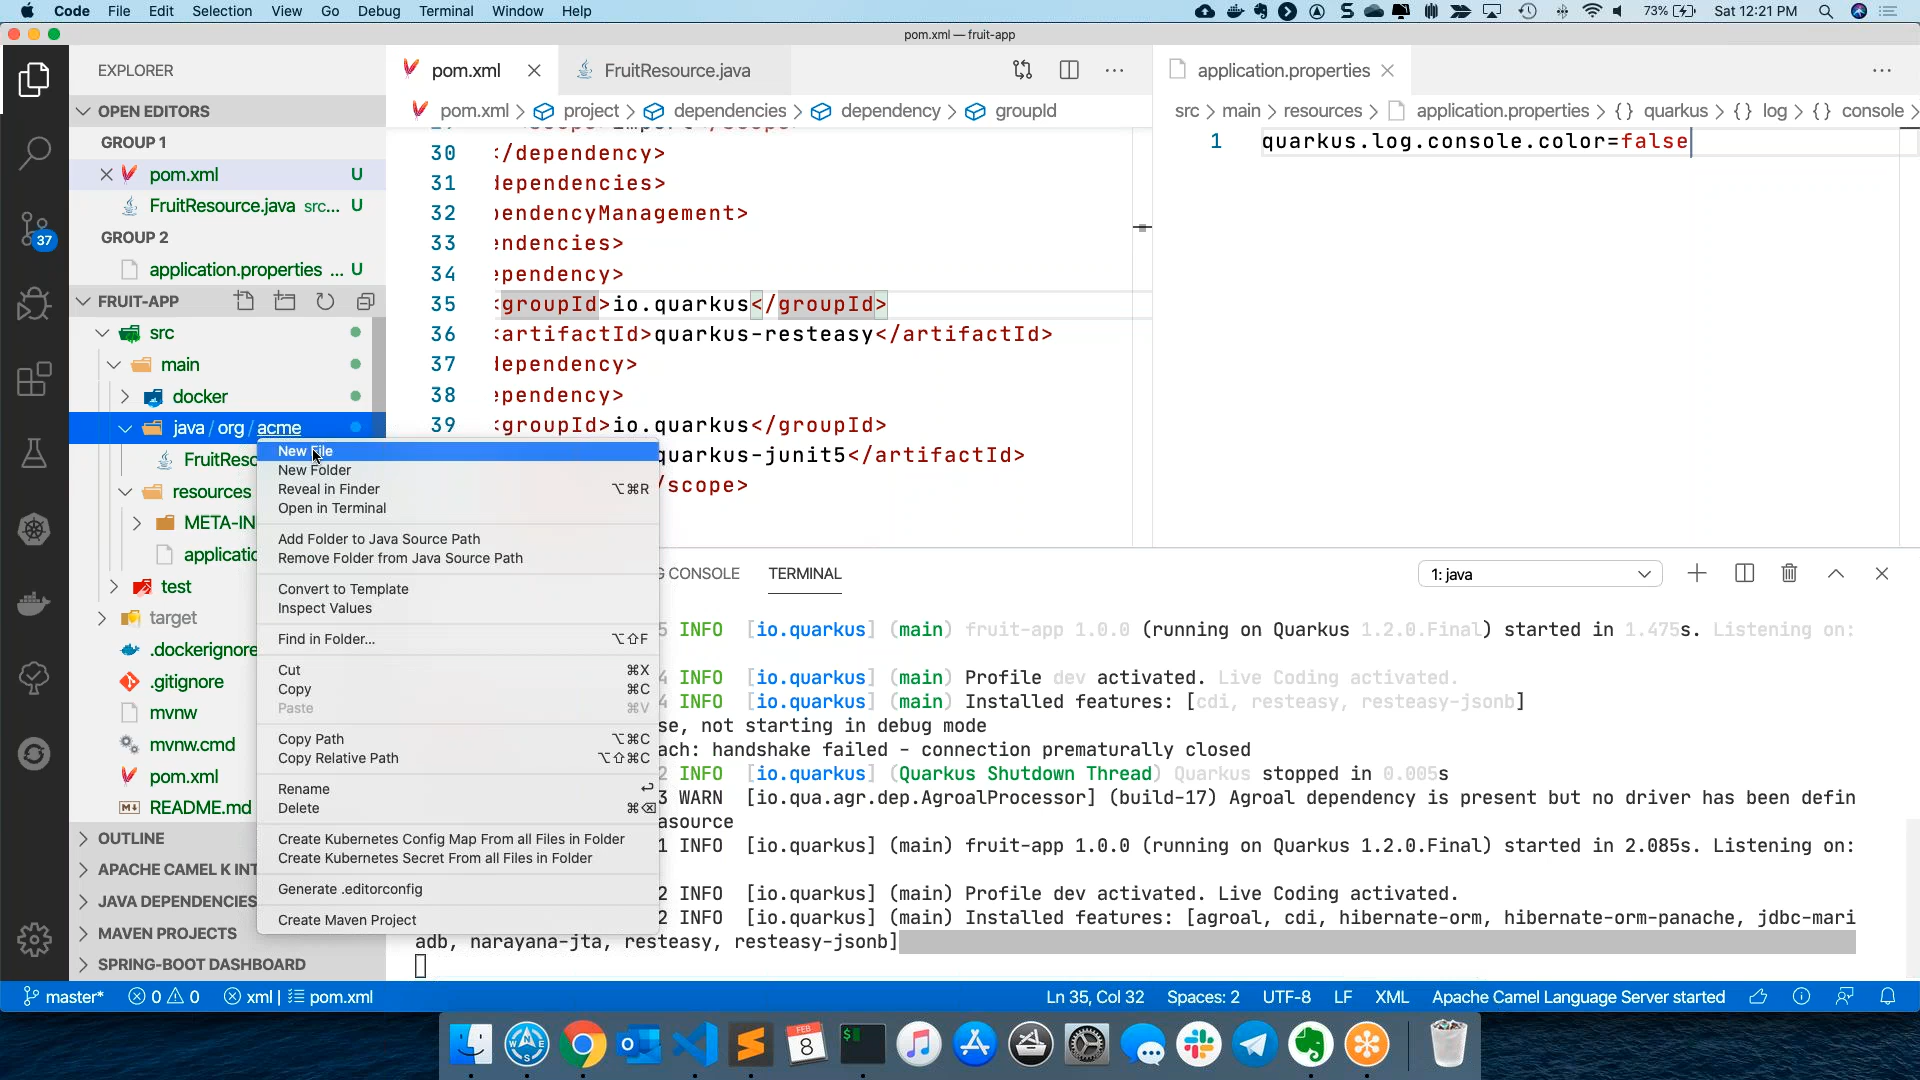 Code File Edit Selection View Go Debug Terminal Window Help
73% Sat 12:21 PM
pom.xml — fruit-app
EXPLORER
OPEN EDITORS
GROUP 1
pom.xml U
FruitResource.java src... U
GROUP 2
application.properties ... U
FRUIT-APP
src
main
docker
java / org / acme
FruitReso
resources
META-IN
applicatio
test
target
.dockerignore
.gitignore
mvnw
mvnw.cmd
pom.xml
README.md
OUTLINE
APACHE CAMEL K INT
JAVA DEPENDENCIES
MAVEN PROJECTS
SPRING-BOOT DASHBOARD
37
New File
New Folder
Reveal in Finder ⌥⌘R
Open in Terminal
Add Folder to Java Source Path
Remove Folder from Java Source Path
Convert to Template
Inspect Values
Find in Folder... ⌥⇧F
Cut ⌘X
Copy ⌘C
Paste ⌘V
Copy Path ⌥⌘C
Copy Relative Path ⌥⇧⌘C
Rename ↩
Delete ⌘⌫
Create Kubernetes Config Map From all Files in Folder
Create Kubernetes Secret From all Files in Folder
Generate .editorconfig
Create Maven Project
pom.xml FruitResource.java ···
pom.xml > project > dependencies > dependency > groupId
30 </dependency>
31 dependencies>
32 pendencyManagement>
33 endencies>
34 ependency>
35 <groupId>io.quarkus</groupId>
36 <artifactId>quarkus-resteasy</artifactId>
37 dependency>
38 ependency>
39 <groupId>io.quarkus</groupId>
quarkus-junit5</artifactId>
/scope>
application.properties ···
src > main > resources > application.properties > {} quarkus > {} log > {} console >
1 quarkus.log.console.color=false
G CONSOLE TERMINAL 1: java
5 INFO [io.quarkus] (main) fruit-app 1.0.0 (running on Quarkus 1.2.0.Final) started in 1.475s. Listening on:
4 INFO [io.quarkus] (main) Profile dev activated. Live Coding activated.
4 INFO [io.quarkus] (main) Installed features: [cdi, resteasy, resteasy-jsonb]
se, not starting in debug mode
ach: handshake failed - connection prematurally closed
2 INFO [io.quarkus] (Quarkus Shutdown Thread) Quarkus stopped in 0.005s
3 WARN [io.qua.agr.dep.AgroalProcessor] (build-17) Agroal dependency is present but no driver has been defin
asource
1 INFO [io.quarkus] (main) fruit-app 1.0.0 (running on Quarkus 1.2.0.Final) started in 2.085s. Listening on:
2 INFO [io.quarkus] (main) Profile dev activated. Live Coding activated.
2 INFO [io.quarkus] (main) Installed features: [agroal, cdi, hibernate-orm, hibernate-orm-panache, jdbc-mari
adb, narayana-jta, resteasy, resteasy-jsonb]
master* 0 0 xml | pom.xml Ln 35, Col 32 Spaces: 2 UTF-8 LF XML Apache Camel Language Server started
FEB
8